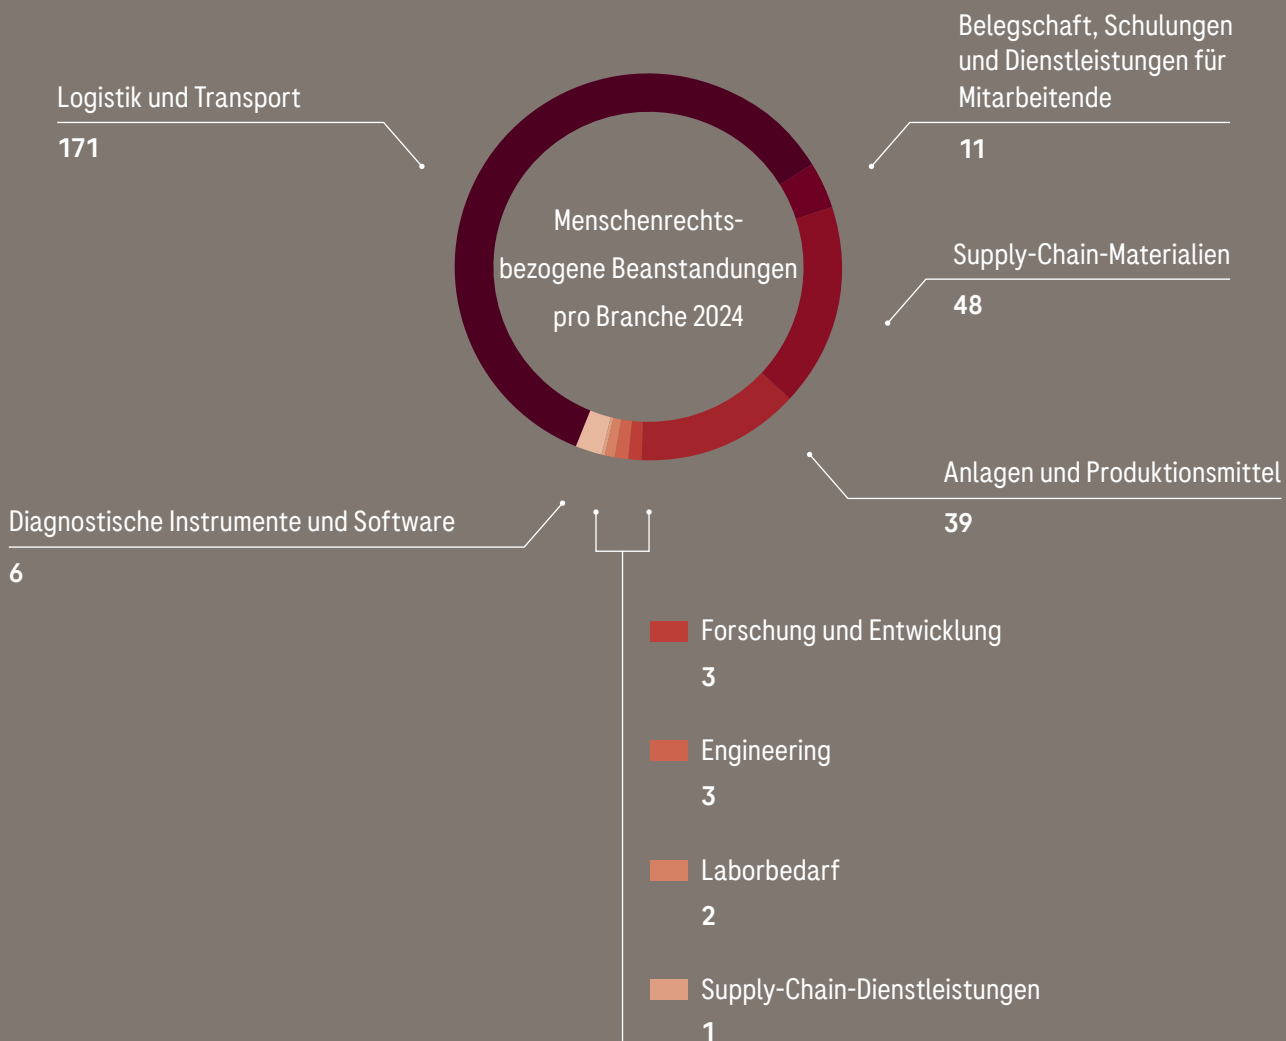 Logistik und Transport
171
Menschenrechts-
bezogene Beanstandungen
pro Branche 2024
Belegschaft, Schulungen
und Dienstleistungen für
Mitarbeitende
11
Supply-Chain-Materialien
48
Anlagen und Produktionsmittel
39
Diagnostische Instrumente und Software
6
Forschung und Entwicklung
3
Engineering
3
Laborbedarf
2
Supply-Chain-Dienstleistungen
1